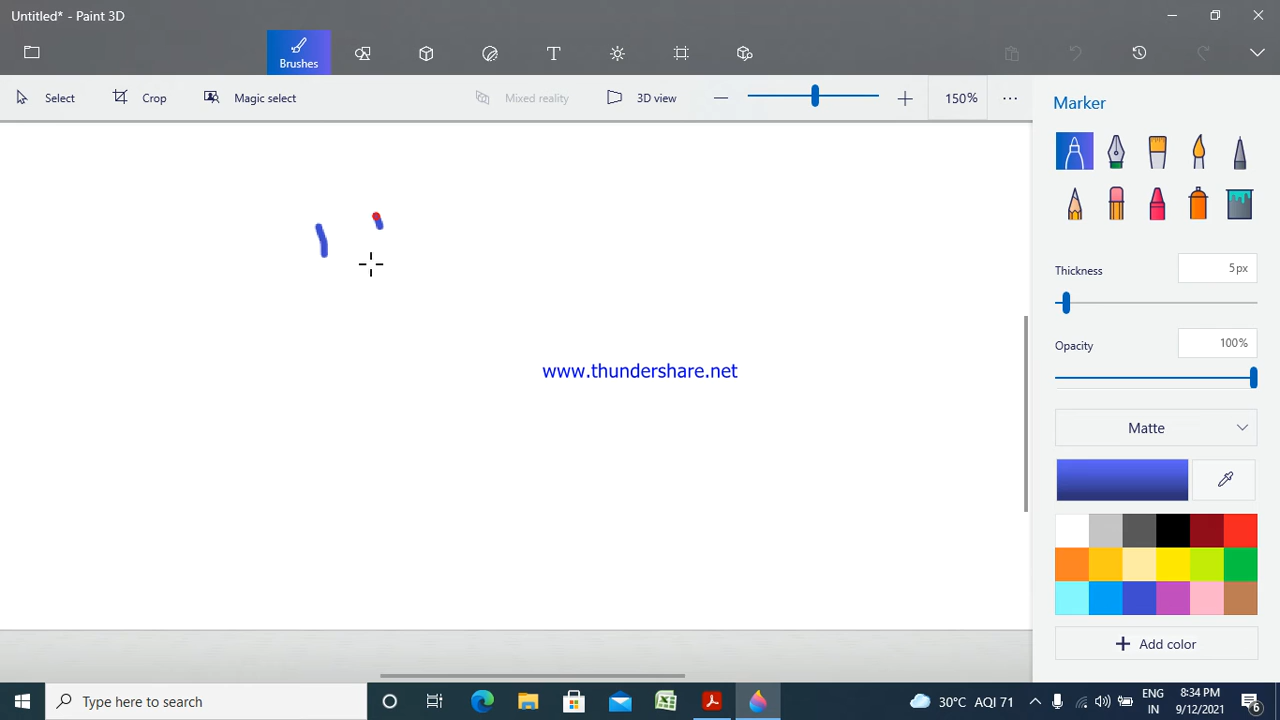 Untitled* - Paint 3D
Brushes
Select
Crop
Magic select
Mixed reality
3D view
150%
Marker
Thickness
5px
Opacity
100%
Matte
Add color
www.thundershare.net
Type here to search
30°C AQI 71
ENG
IN
8:34 PM
9/12/2021
6